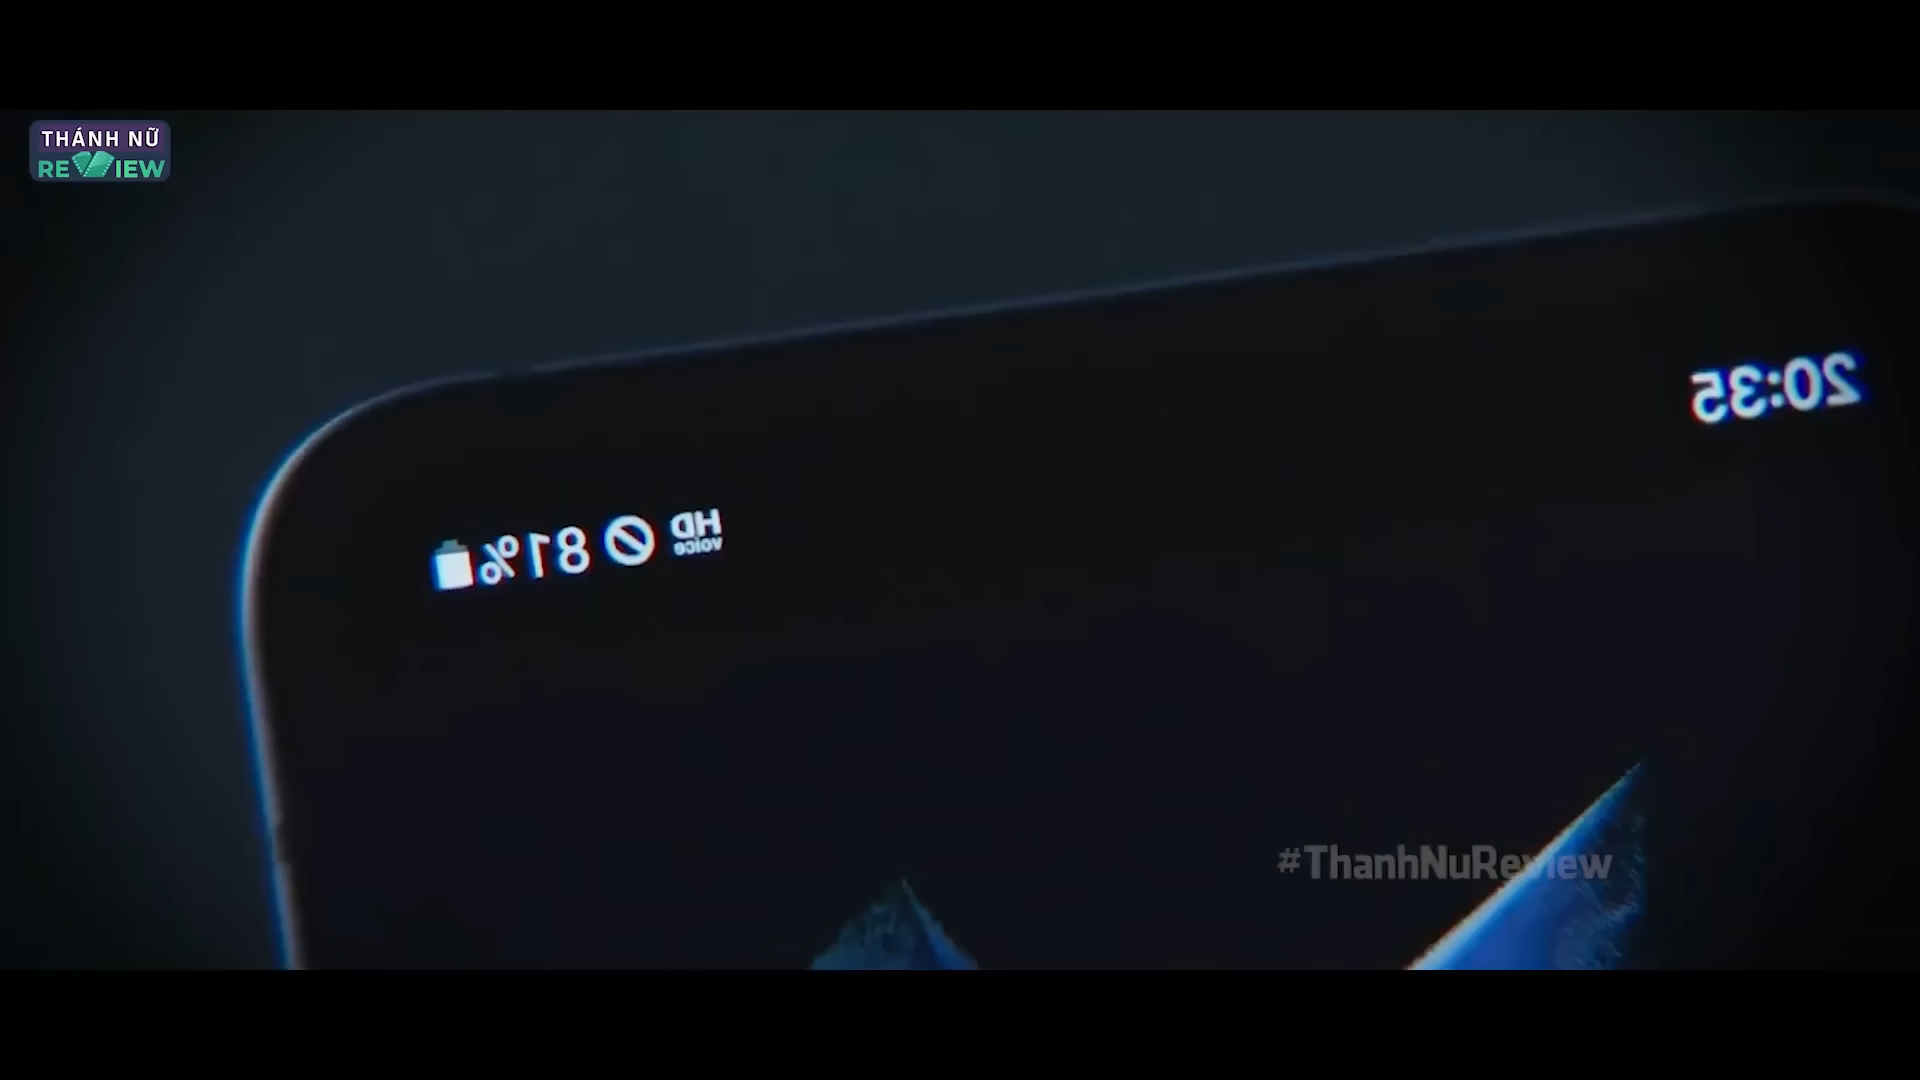 THÁNH NỮ
REVIEW
20:35
HD
voice
81%
#ThanhNuReview